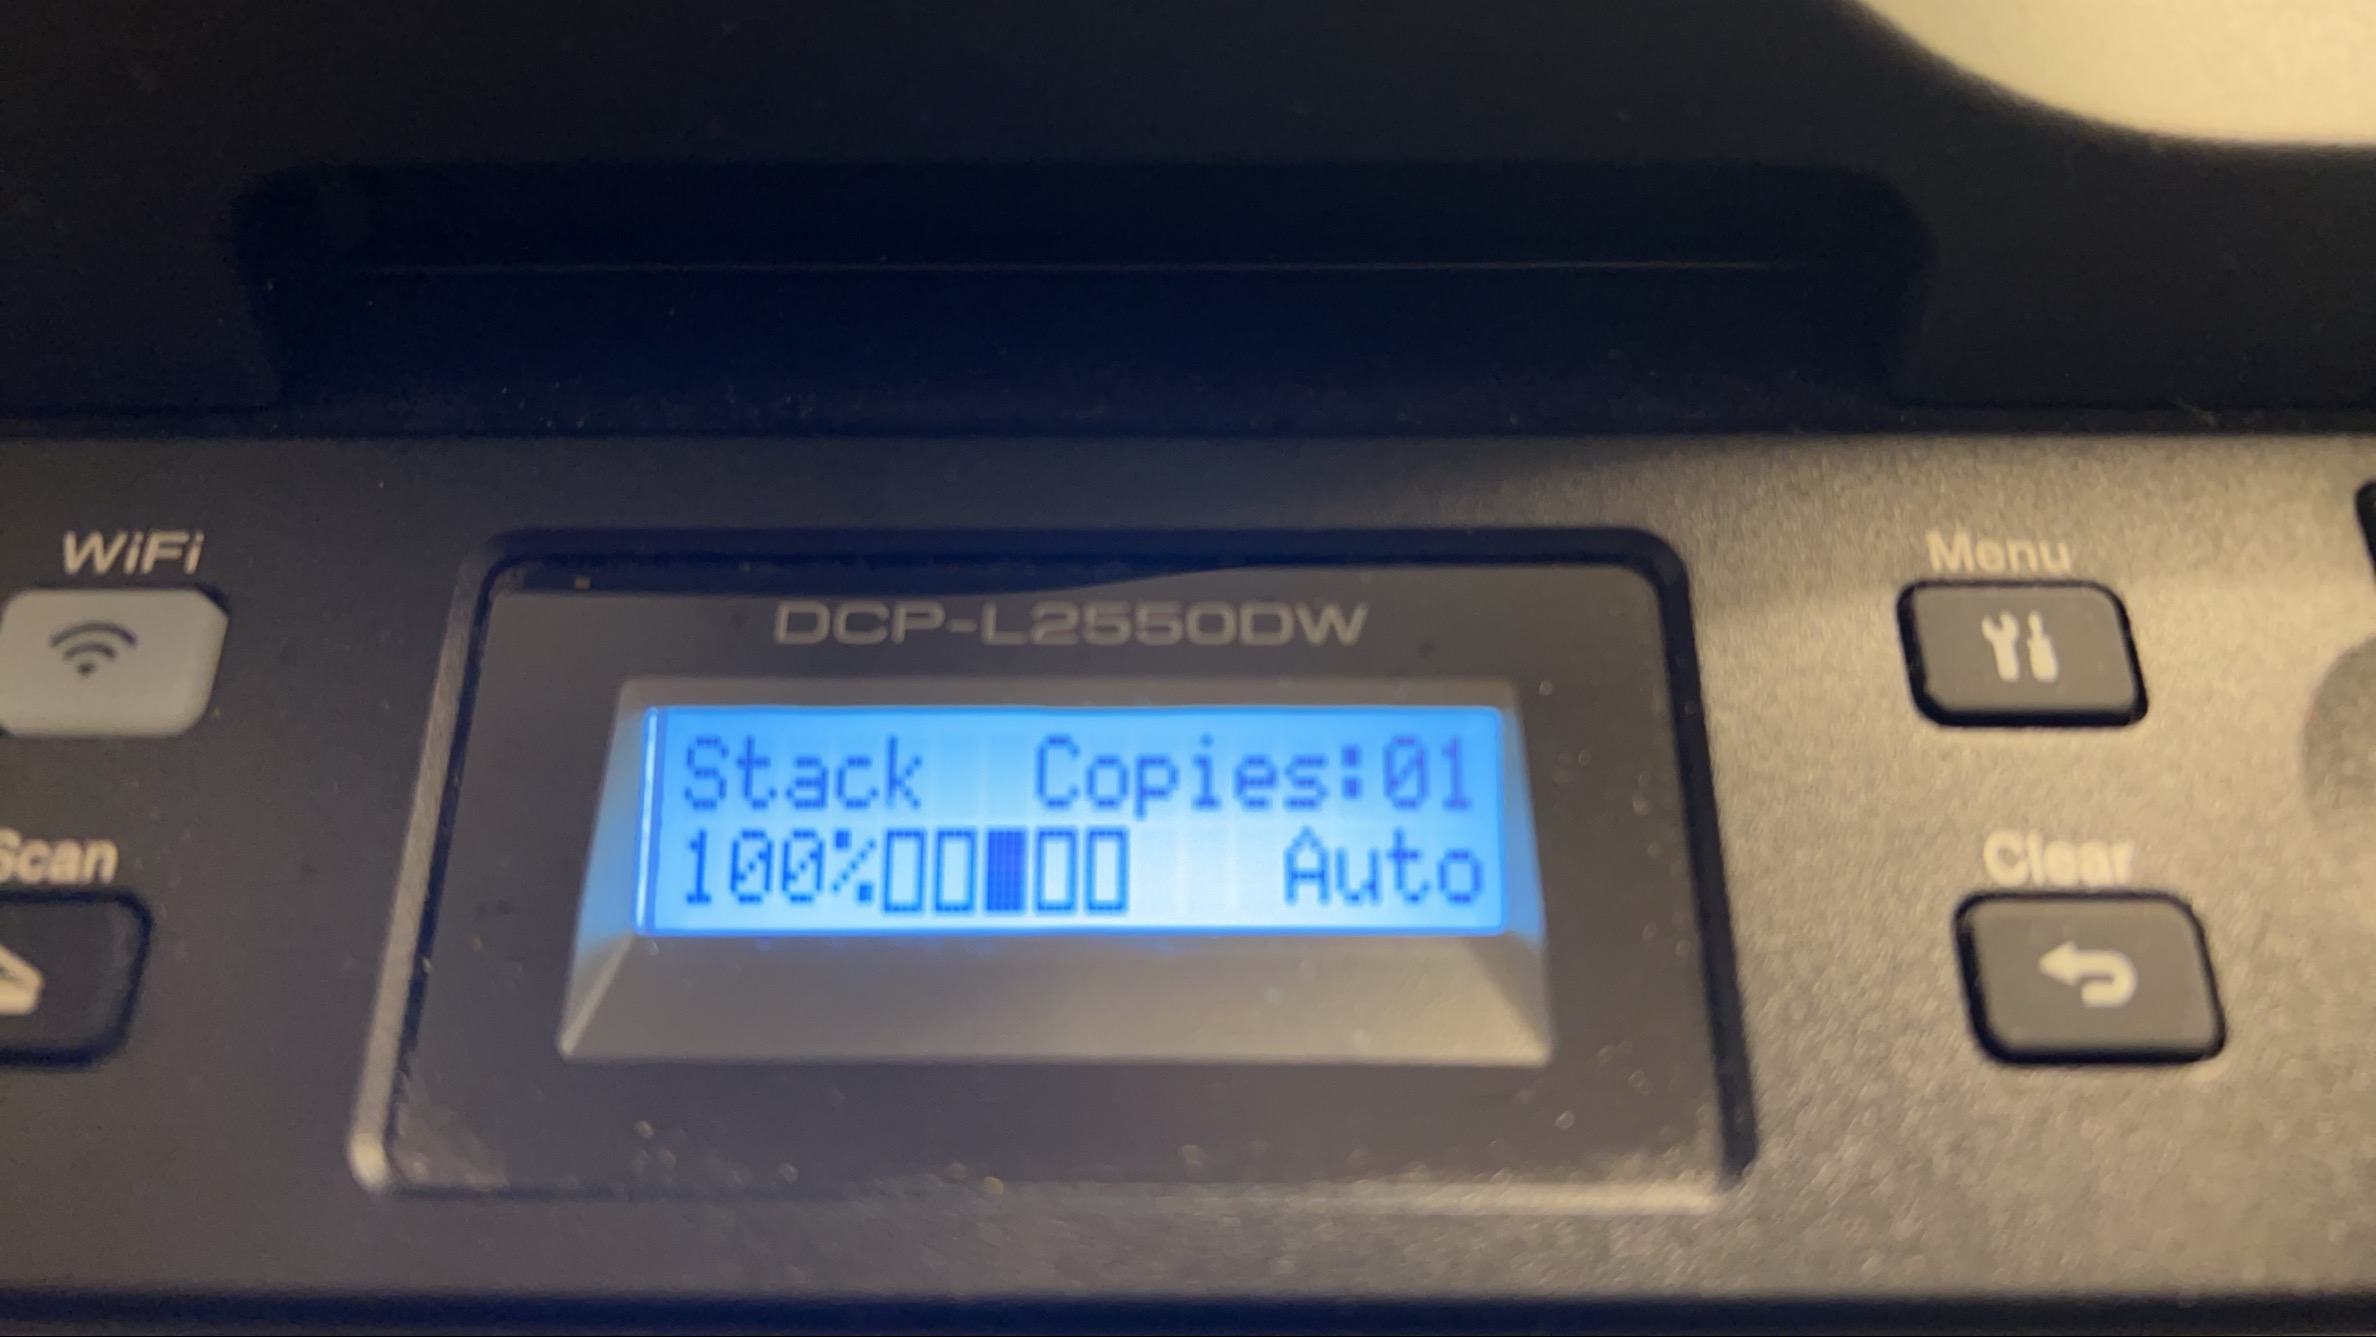 WiFi
DCP-L2550DW
Menu
Stack Copies:01
100%▯▯▮▯▯ Auto
Scan
Clear